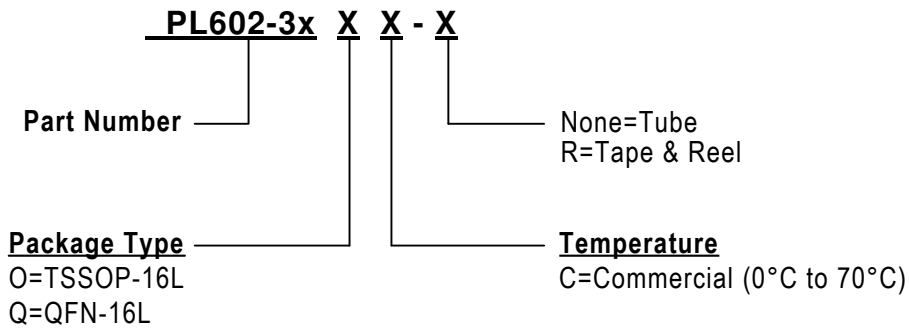 PL602-3x X X - X
Part Number
None=Tube
R=Tape & Reel
Package Type
O=TSSOP-16L
Q=QFN-16L
Temperature
C=Commercial (0°C to 70°C)